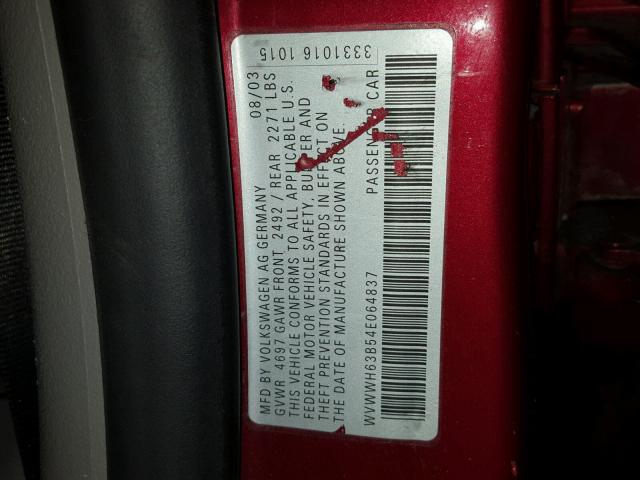 MFD BY VOLKSWAGEN AG GERMANY 08/03 3331016 1015
GVWR 4697 GAWR FRONT 2492 / REAR 2271 LBS
THIS VEHICLE CONFORMS TO ALL APPLICABLE U.S.
FEDERAL MOTOR VEHICLE SAFETY, BUMPER AND
THEFT PREVENTION STANDARDS IN EFFECT ON
THE DATE OF MANUFACTURE SHOWN ABOVE.
WVWWH63B54E064837 PASSENGER CAR